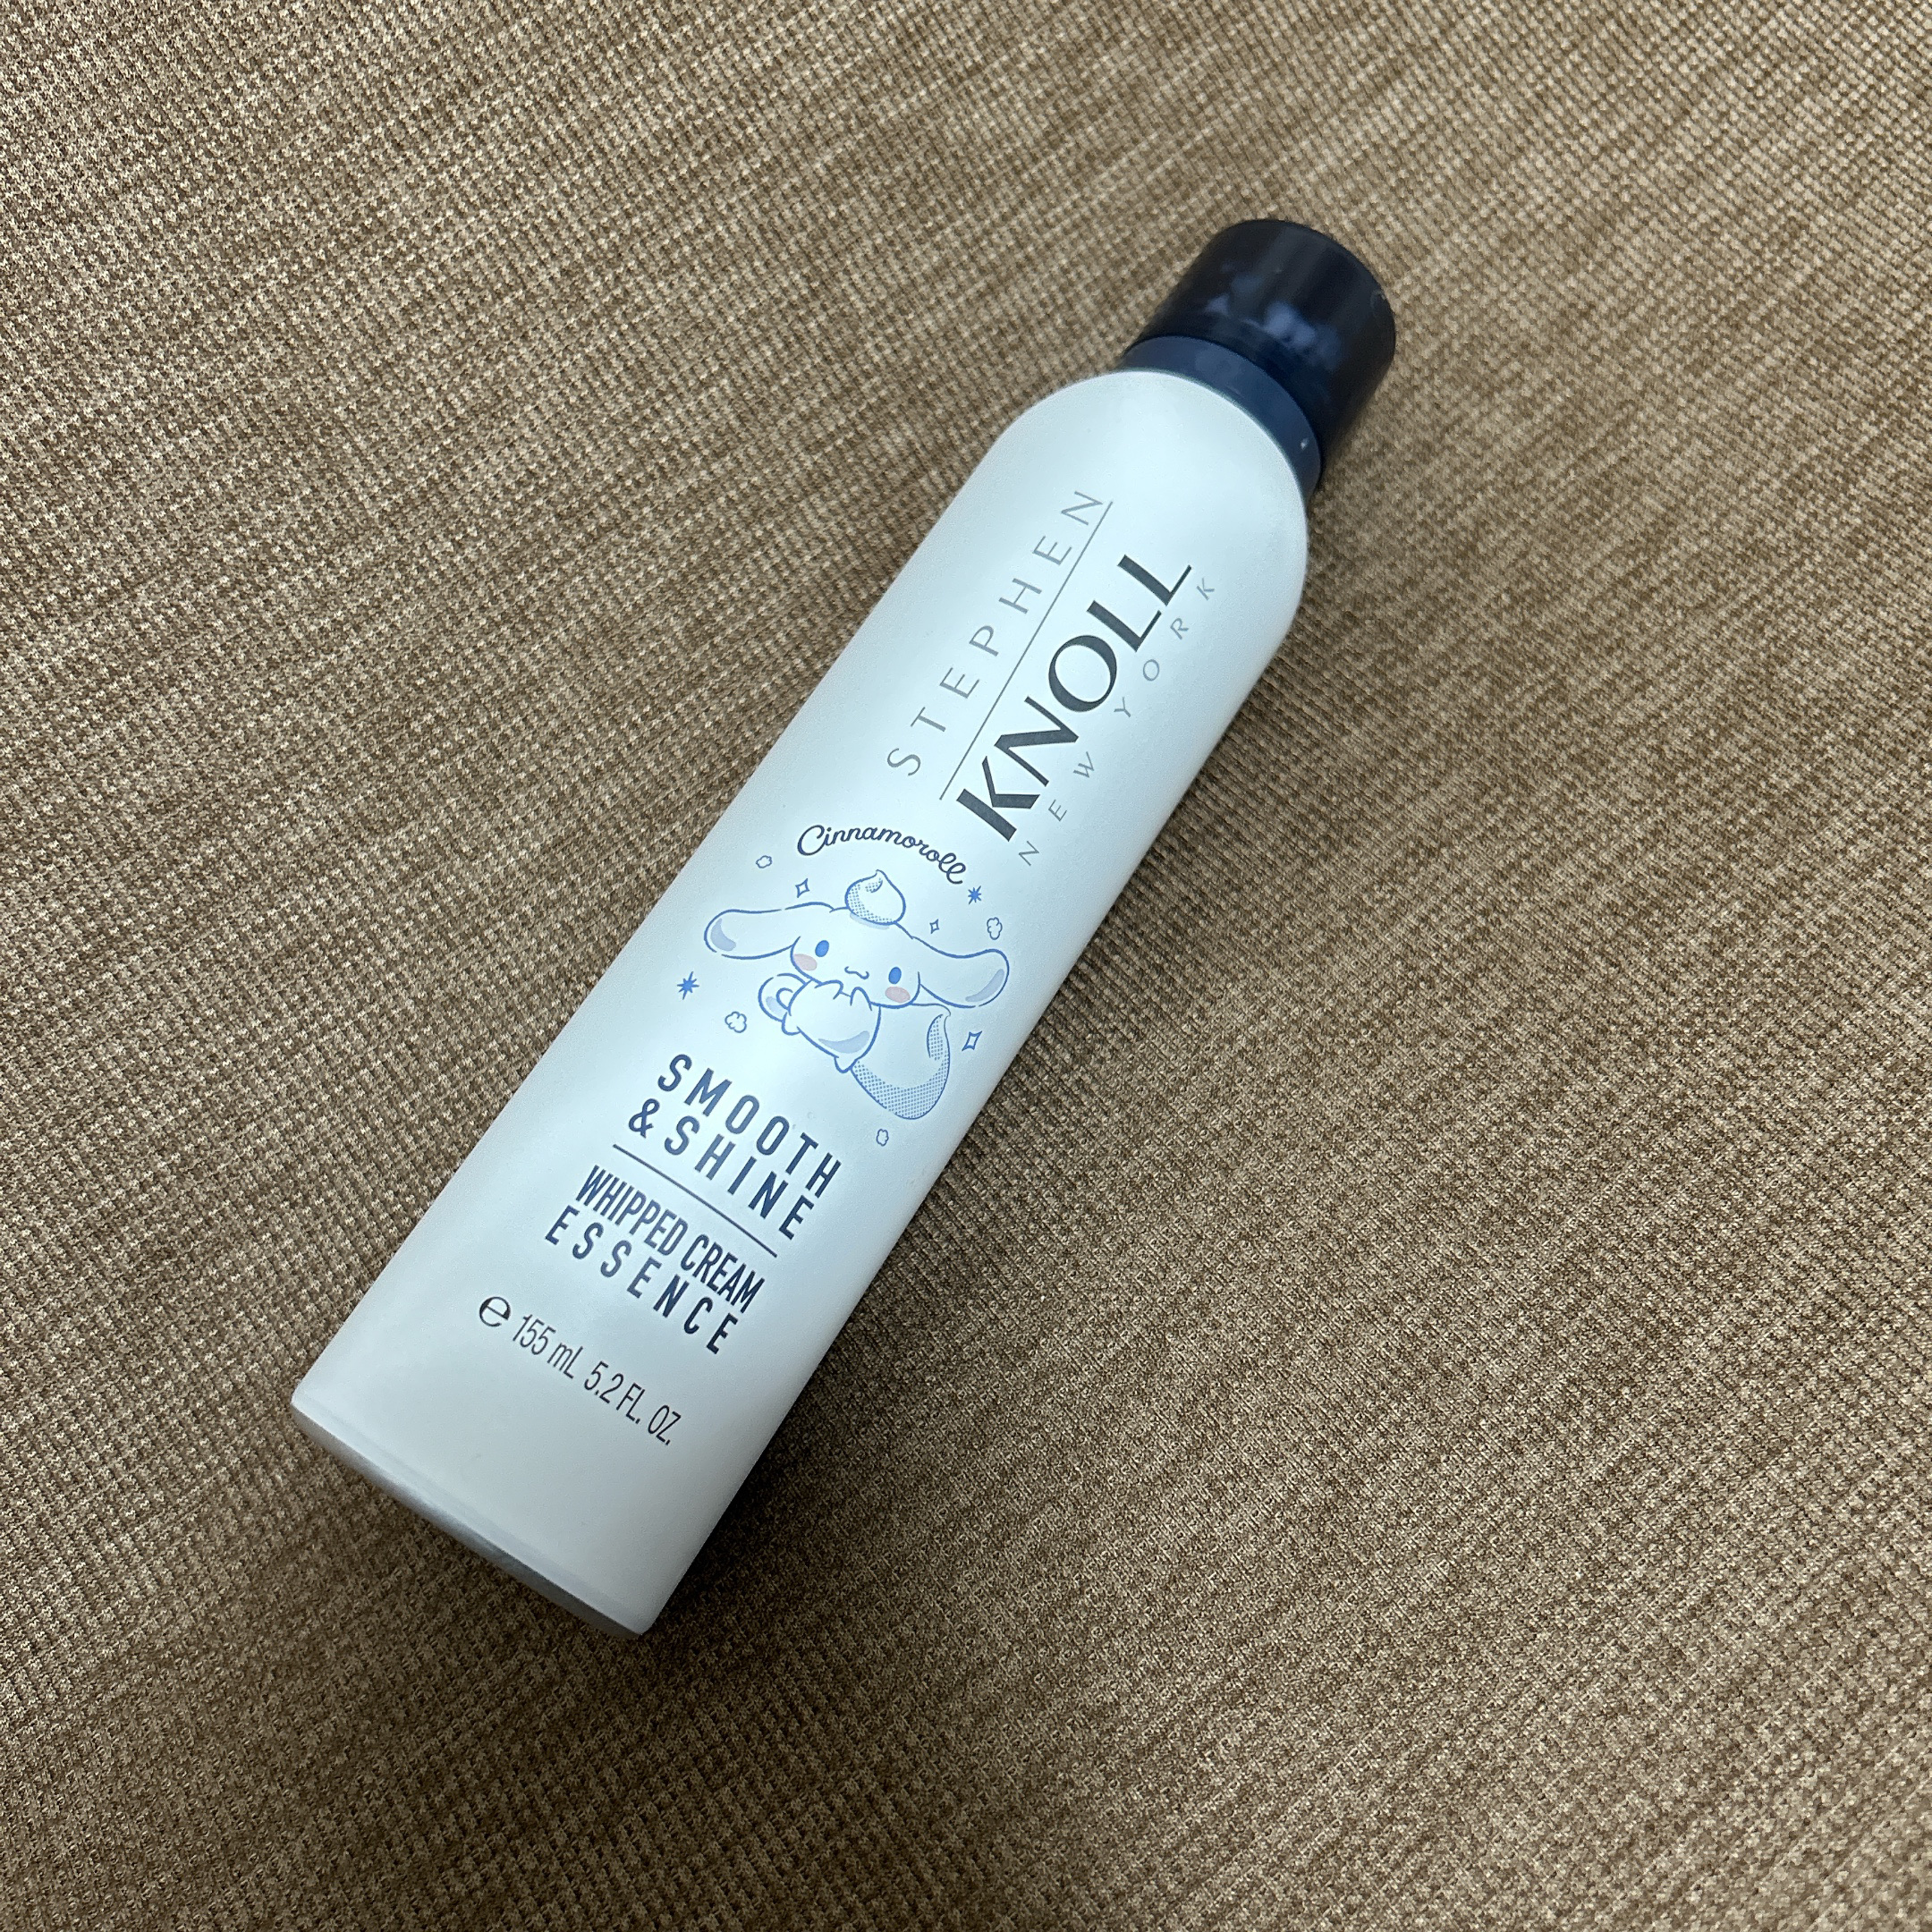 STEPHEN
KNOLL
NEW YORK
Cinnamoroll
SMOOTH
&SHINE
WHIPPED CREAM
ESSENCE
℮ 155 mL 5.2 FL. OZ.